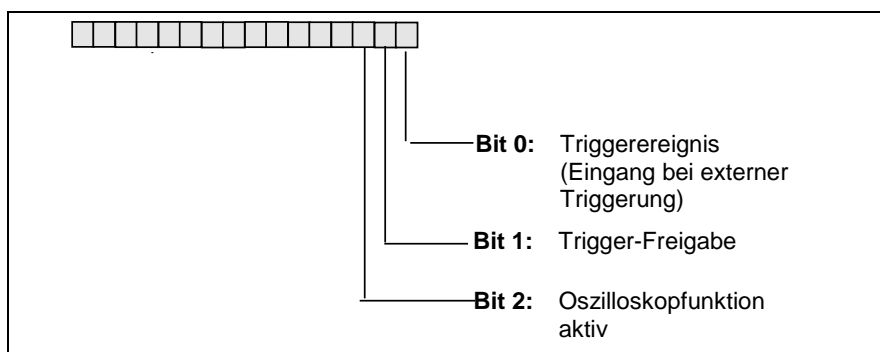 Bit 0: Triggerereignis
(Eingang bei externer
Triggerung)
Bit 1: Trigger-Freigabe
Bit 2: Oszilloskopfunktion
aktiv